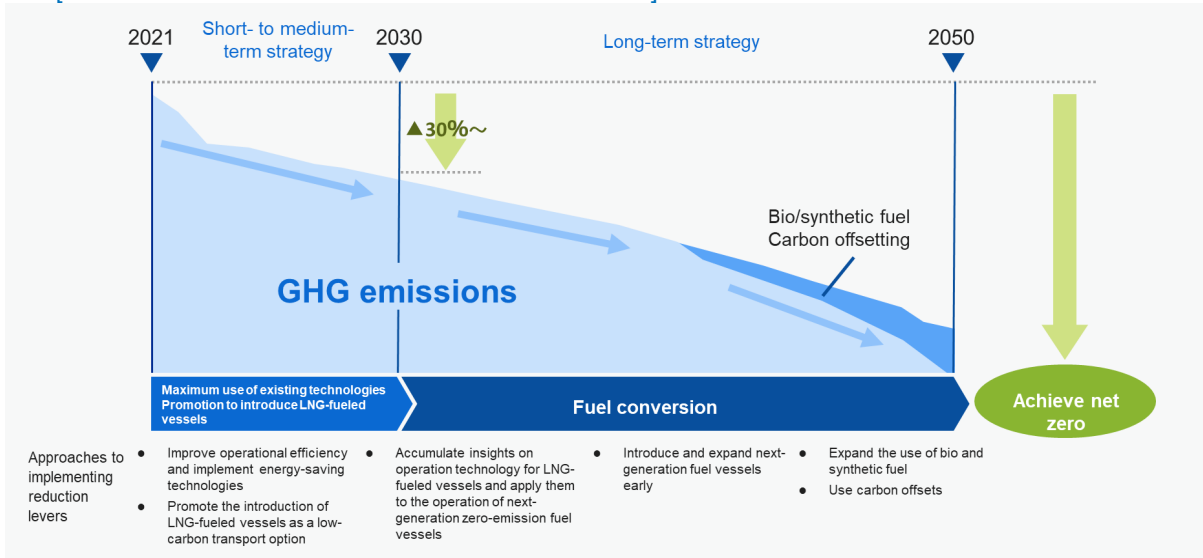 2021
Short- to medium-
term strategy
2030
Long-term strategy
2050
▲30%～
Bio/synthetic fuel
Carbon offsetting
GHG emissions
Maximum use of existing technologies
Promotion to introduce LNG-fueled
vessels
Fuel conversion
Achieve net
zero
Approaches to
implementing
reduction
levers
● Improve operational efficiency
and implement energy-saving
technologies
● Promote the introduction of
LNG-fueled vessels as a low-
carbon transport option
● Accumulate insights on
operation technology for LNG-
fueled vessels and apply them
to the operation of next-
generation zero-emission fuel
vessels
● Introduce and expand next-
generation fuel vessels
early
● Expand the use of bio and
synthetic fuel
● Use carbon offsets